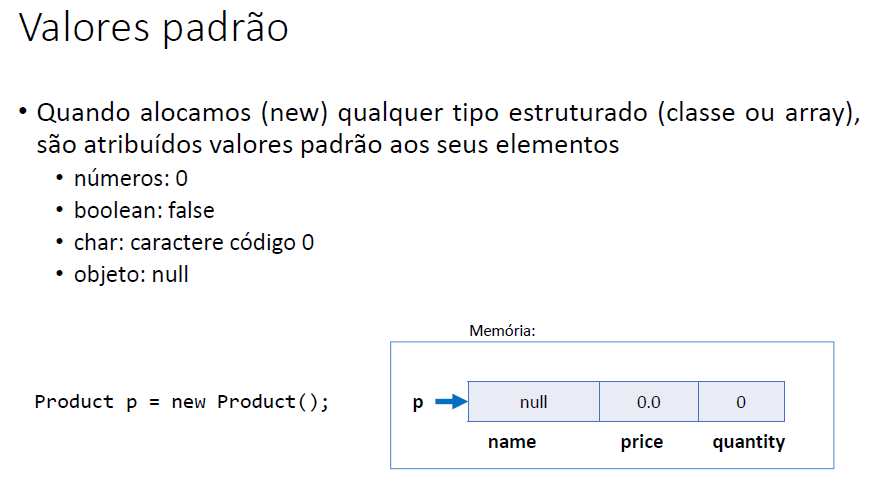 Valores padrão
• Quando alocamos (new) qualquer tipo estruturado (classe ou array),
são atribuídos valores padrão aos seus elementos
• números: 0
• boolean: false
• char: caractere código 0
• objeto: null
Memória:
Product p = new Product();
p
null 0.0 0
name price quantity